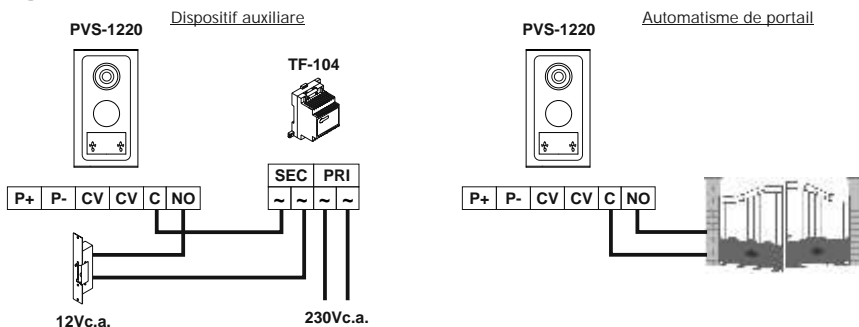 Dispositif auxiliare
PVS-1220
TF-104
SEC PRI
~ ~ ~ ~
P+ P- CV CV C NO
12Vc.a.
230Vc.a.
Automatisme de portail
PVS-1220
P+ P- CV CV C NO